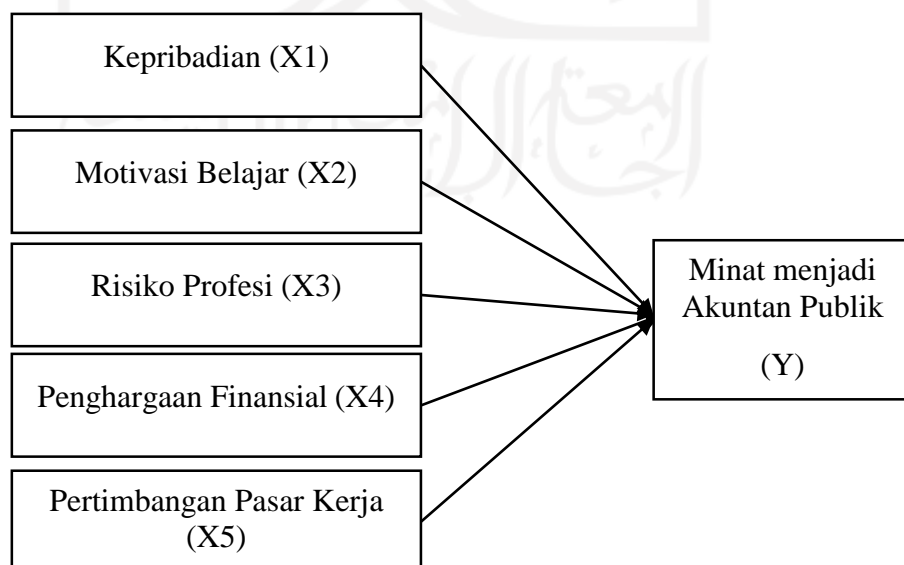 Kepribadian (X1)
Motivasi Belajar (X2)
Risiko Profesi (X3)
Penghargaan Finansial (X4)
Pertimbangan Pasar Kerja
(X5)
Minat menjadi
Akuntan Publik
(Y)